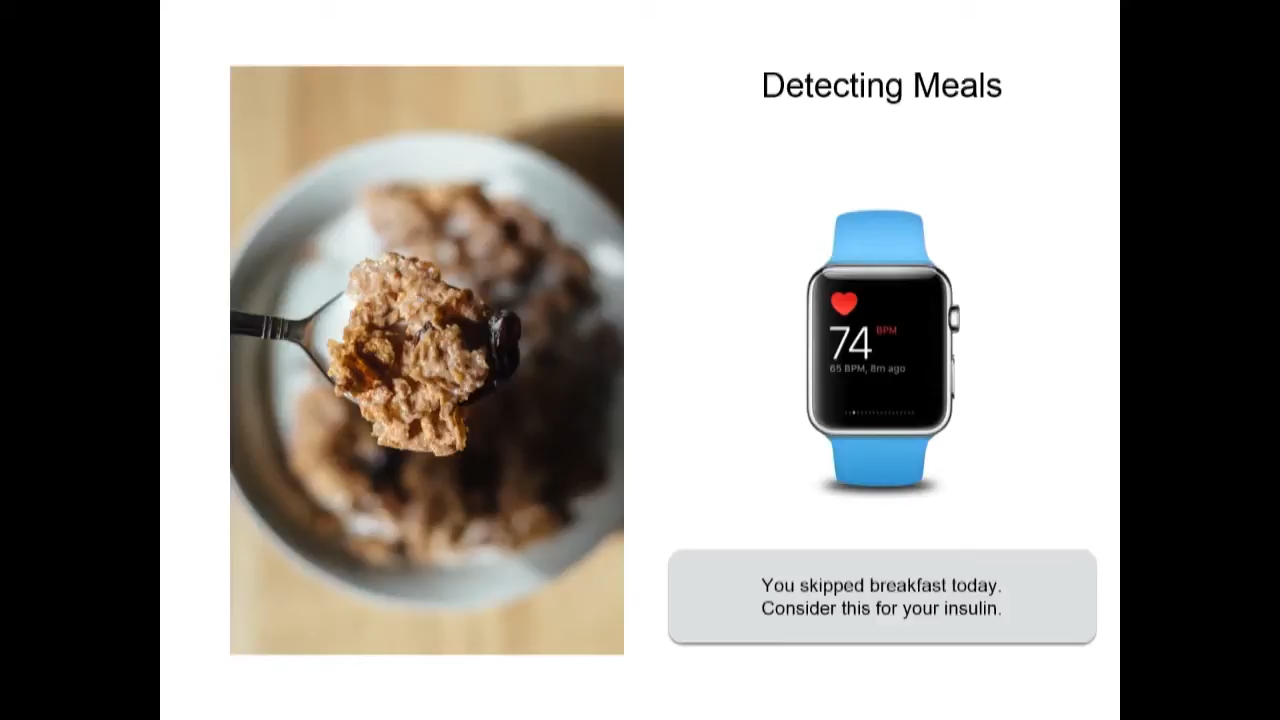 Detecting Meals
74 BPM
65 BPM, 8m ago
You skipped breakfast today.
Consider this for your insulin.